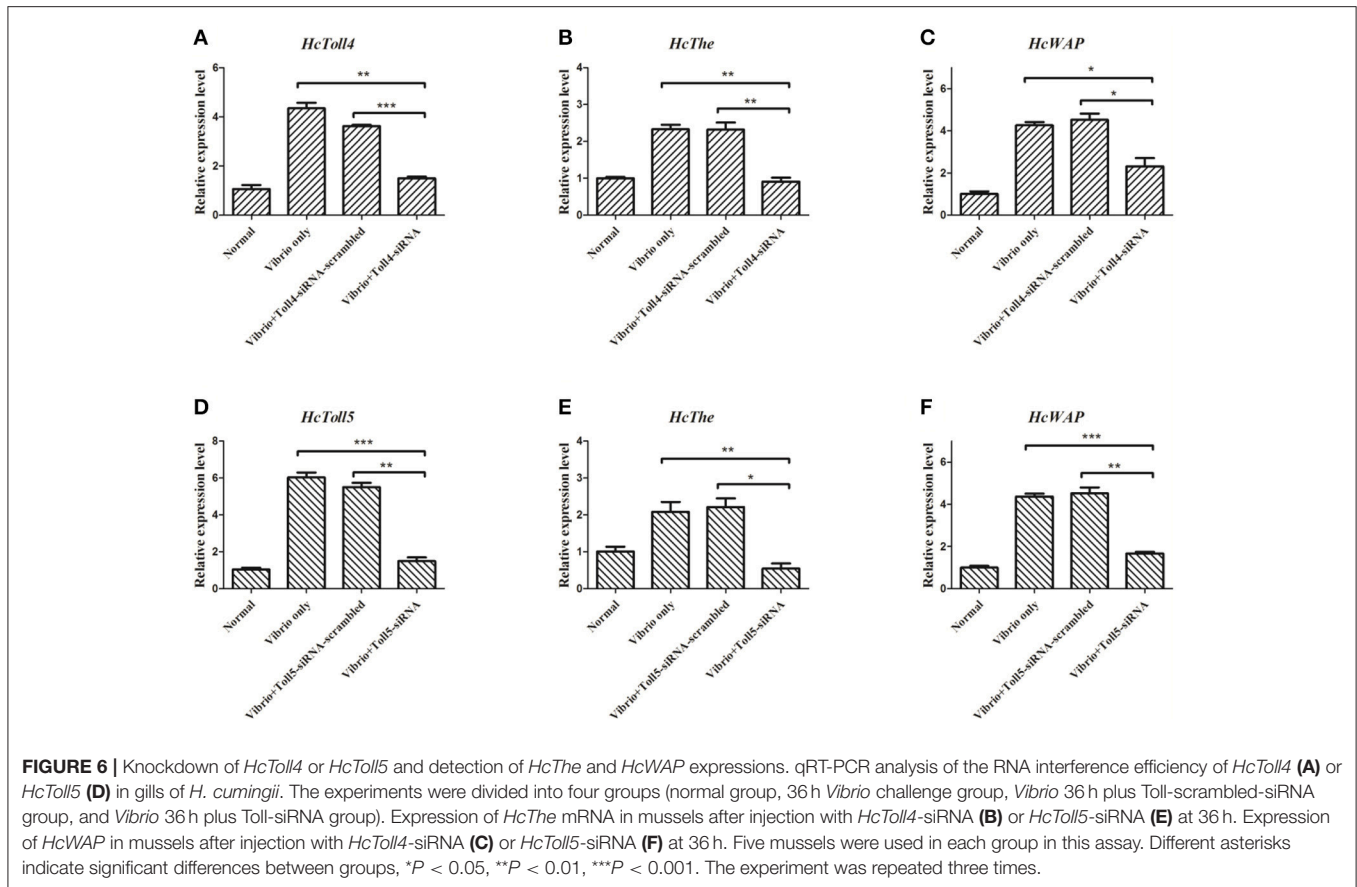 A
HcToll4
Relative expression level
6
4
2
0
**
***
Normal
Vibrio only
Vibrio+Toll4-siRNA-scrambled
Vibrio+Toll4-siRNA
B
HcThe
Relative expression level
4
3
2
1
0
**
**
Normal
Vibrio only
Vibrio+Toll4-siRNA-scrambled
Vibrio+Toll4-siRNA
C
HcWAP
Relative expression level
6
4
2
0
*
*
Normal
Vibrio only
Vibrio+Toll4-siRNA-scrambled
Vibrio+Toll4-siRNA
D
HcToll5
Relative expression level
8
6
4
2
0
***
**
Normal
Vibrio only
Vibrio+Toll5-siRNA-scrambled
Vibrio+Toll5-siRNA
E
HcThe
Relative expression level
4
3
2
1
0
**
*
Normal
Vibrio only
Vibrio+Toll5-siRNA-scrambled
Vibrio+Toll5-siRNA
F
HcWAP
Relative expression level
6
4
2
0
***
**
Normal
Vibrio only
Vibrio+Toll5-siRNA-scrambled
Vibrio+Toll5-siRNA
FIGURE 6 | Knockdown of HcToll4 or HcToll5 and detection of HcThe and HcWAP expressions. qRT-PCR analysis of the RNA interference efficiency of HcToll4 (A) or
HcToll5 (D) in gills of H. cumingii. The experiments were divided into four groups (normal group, 36 h Vibrio challenge group, Vibrio 36 h plus Toll-scrambled-siRNA
group, and Vibrio 36 h plus Toll-siRNA group). Expression of HcThe mRNA in mussels after injection with HcToll4-siRNA (B) or HcToll5-siRNA (E) at 36 h. Expression
of HcWAP in mussels after injection with HcToll4-siRNA (C) or HcToll5-siRNA (F) at 36 h. Five mussels were used in each group in this assay. Different asterisks
indicate significant differences between groups, *P < 0.05, **P < 0.01, ***P < 0.001. The experiment was repeated three times.